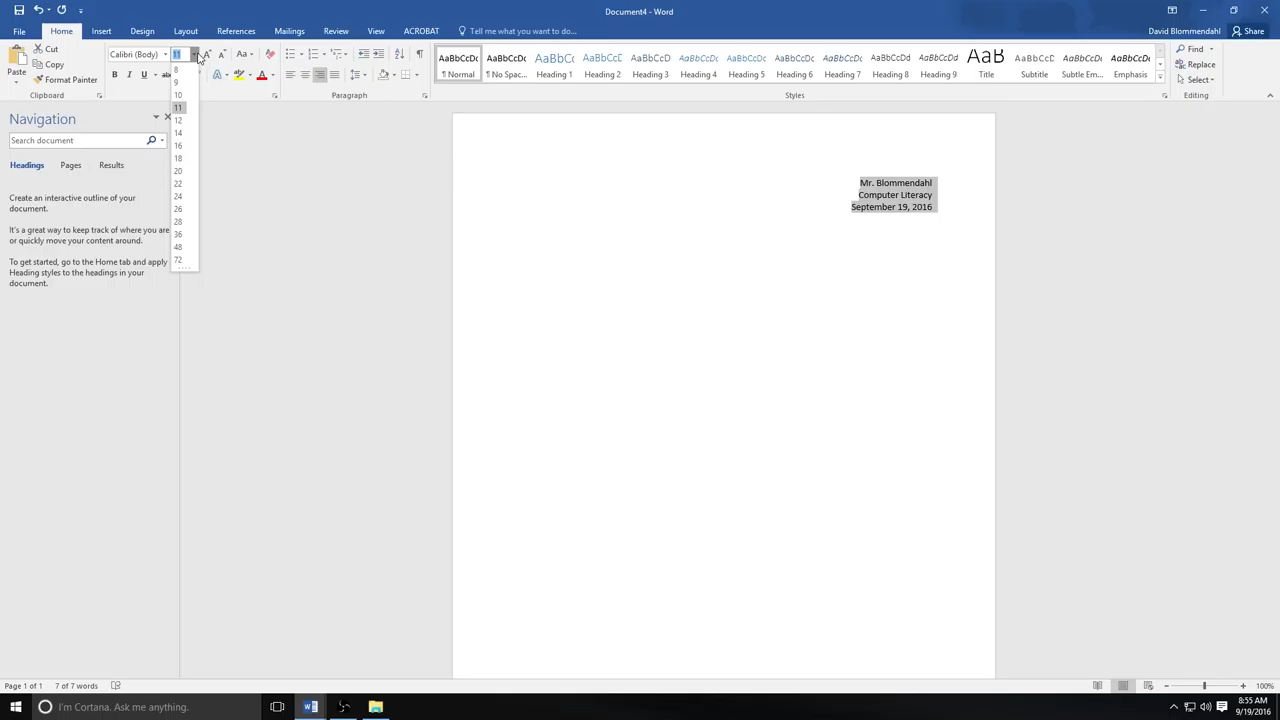 Document4 - Word
David Blommendahl
Share
File
Home
Insert
Design
Layout
References
Mailings
Review
View
ACROBAT
Tell me what you want to do...
Paste
Cut
Copy
Format Painter
Clipboard
Calibri (Body)
11
Aa
B
I
U
A
Paragraph
AaBbCcDc
¶ Normal
AaBbCcDc
¶ No Spac...
AaBbCc
Heading 1
AaBbCcD
Heading 2
AaBbCcD
Heading 3
AaBbCcD
Heading 4
AaBbCcDc
Heading 5
AaBbCcDc
Heading 6
AaBbCcDd
Heading 7
AaBbCcDd
Heading 8
AaBbCcDd
Heading 9
AaB
Title
AaBbCcD
Subtitle
AaBbCcDc
Subtle Em...
AaBbCcDc
Emphasis
Styles
Find
Replace
Select
Editing
8
9
10
11
12
14
16
18
20
22
24
26
28
36
48
72
Navigation
Search document
Headings
Pages
Results
Create an interactive outline of your
document.
It's a great way to keep track of where you are
or quickly move your content around.
To get started, go to the Home tab and apply
Heading styles to the headings in your
document.
Mr. Blommendahl
Computer Literacy
September 19, 2016
Page 1 of 1
7 of 7 words
100%
I'm Cortana. Ask me anything.
8:55 AM
9/19/2016